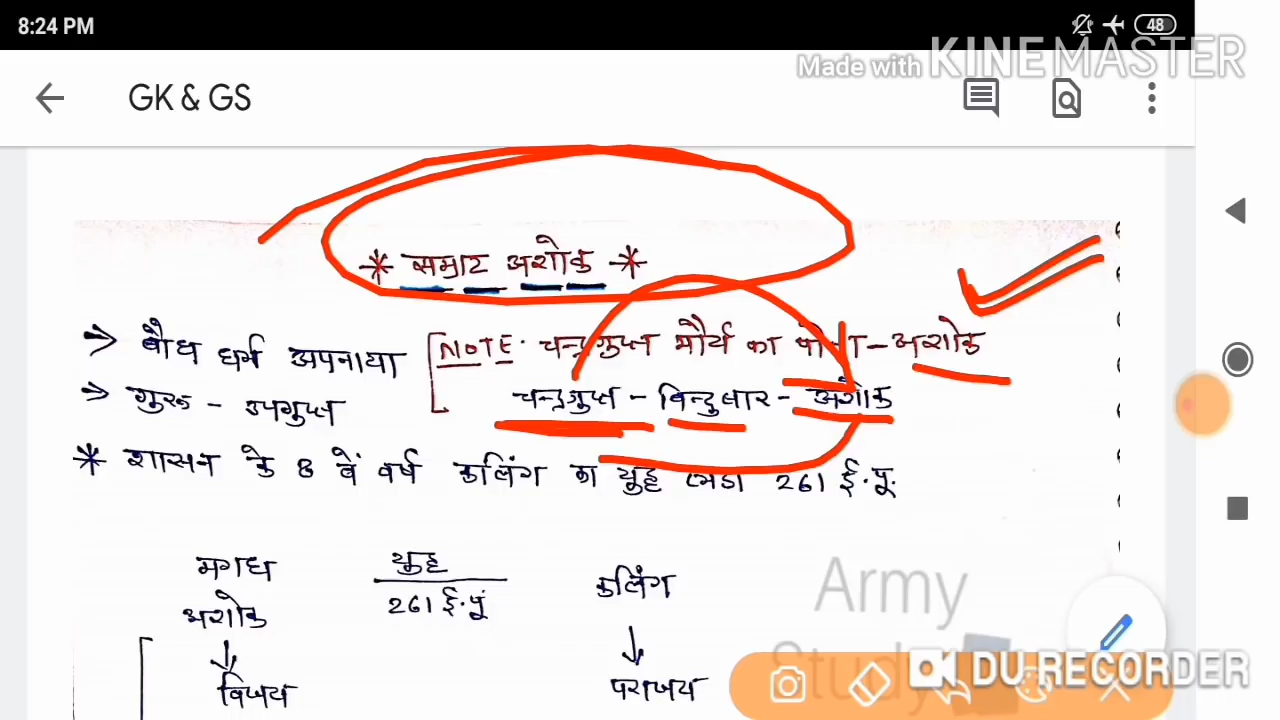 8:24 PM
48
Made with KINEMASTER
GK & GS
* सम्राट अशोक *
→ बौध धर्म अपनाया
[NOTE· चन्द्रगुप्त मौर्य का - अशोक
→ गुरु - उपगुप्त
चन्द्रगुप्त - बिन्दुसार - अशोक
* शासन के 8 वें वर्ष कलिंग का युद्ध लडा 261 ई.पू.
मगध युद्ध कलिंग
अशोक 261 ई.पूं
↓ ↓
विजय पराजय
Army
Study
DU RECORDER